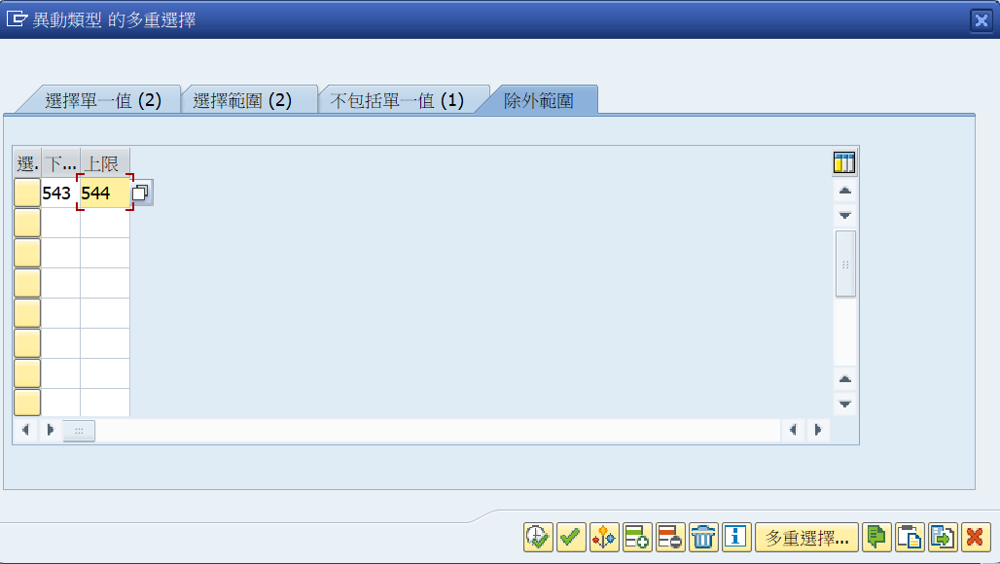 異動類型 的多重選擇
選擇單一值 (2) 選擇範圍 (2) 不包括單一值 (1) 除外範圍
選. 下... 上限
543 544
多重選擇...